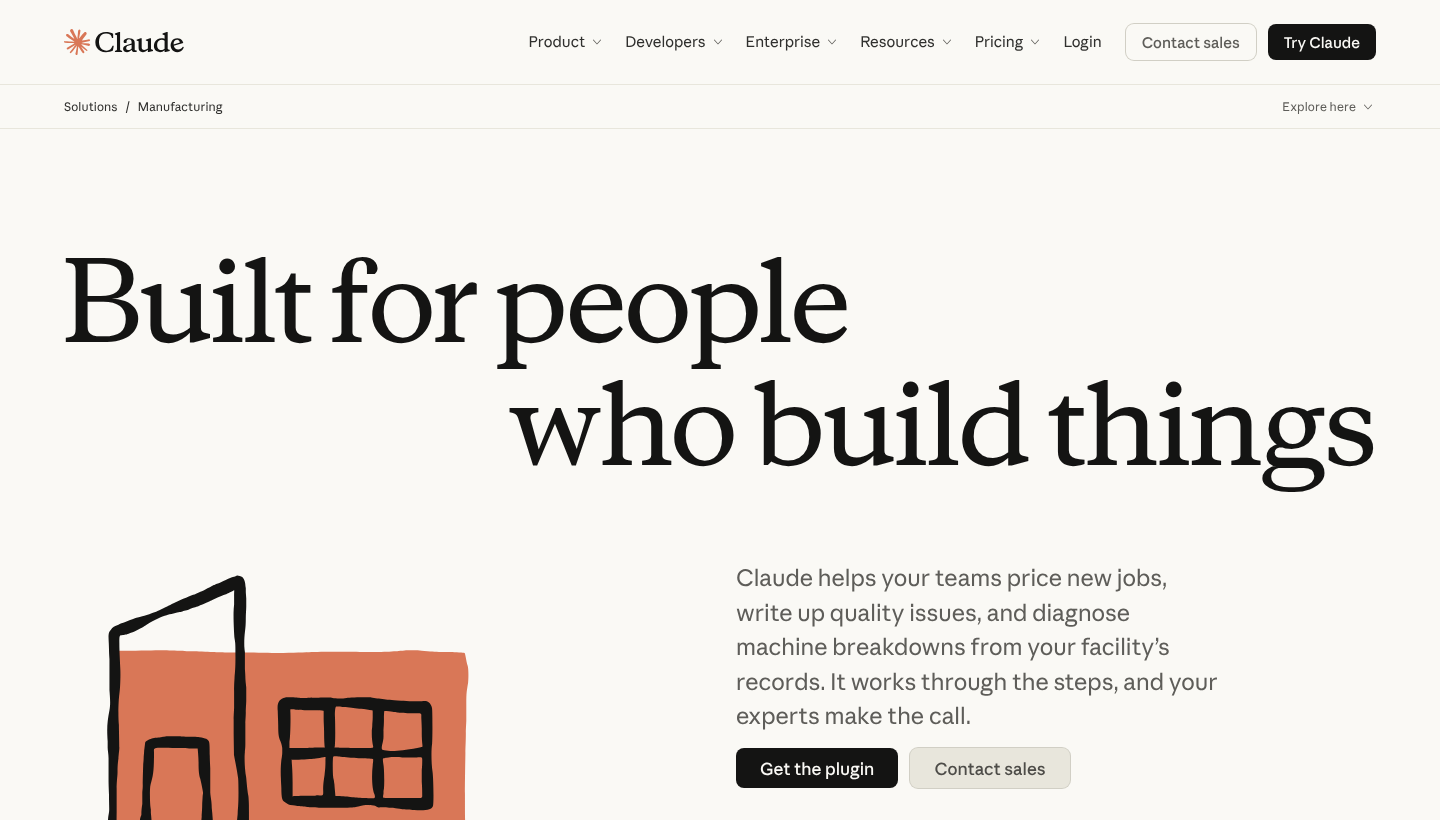 Claude
Product
Developers
Enterprise
Resources
Pricing
Login
Contact sales
Try Claude
Solutions / Manufacturing
Explore here
Built for people
who build things
Claude helps your teams price new jobs,
write up quality issues, and diagnose
machine breakdowns from your facility’s
records. It works through the steps, and your
experts make the call.
Get the plugin
Contact sales